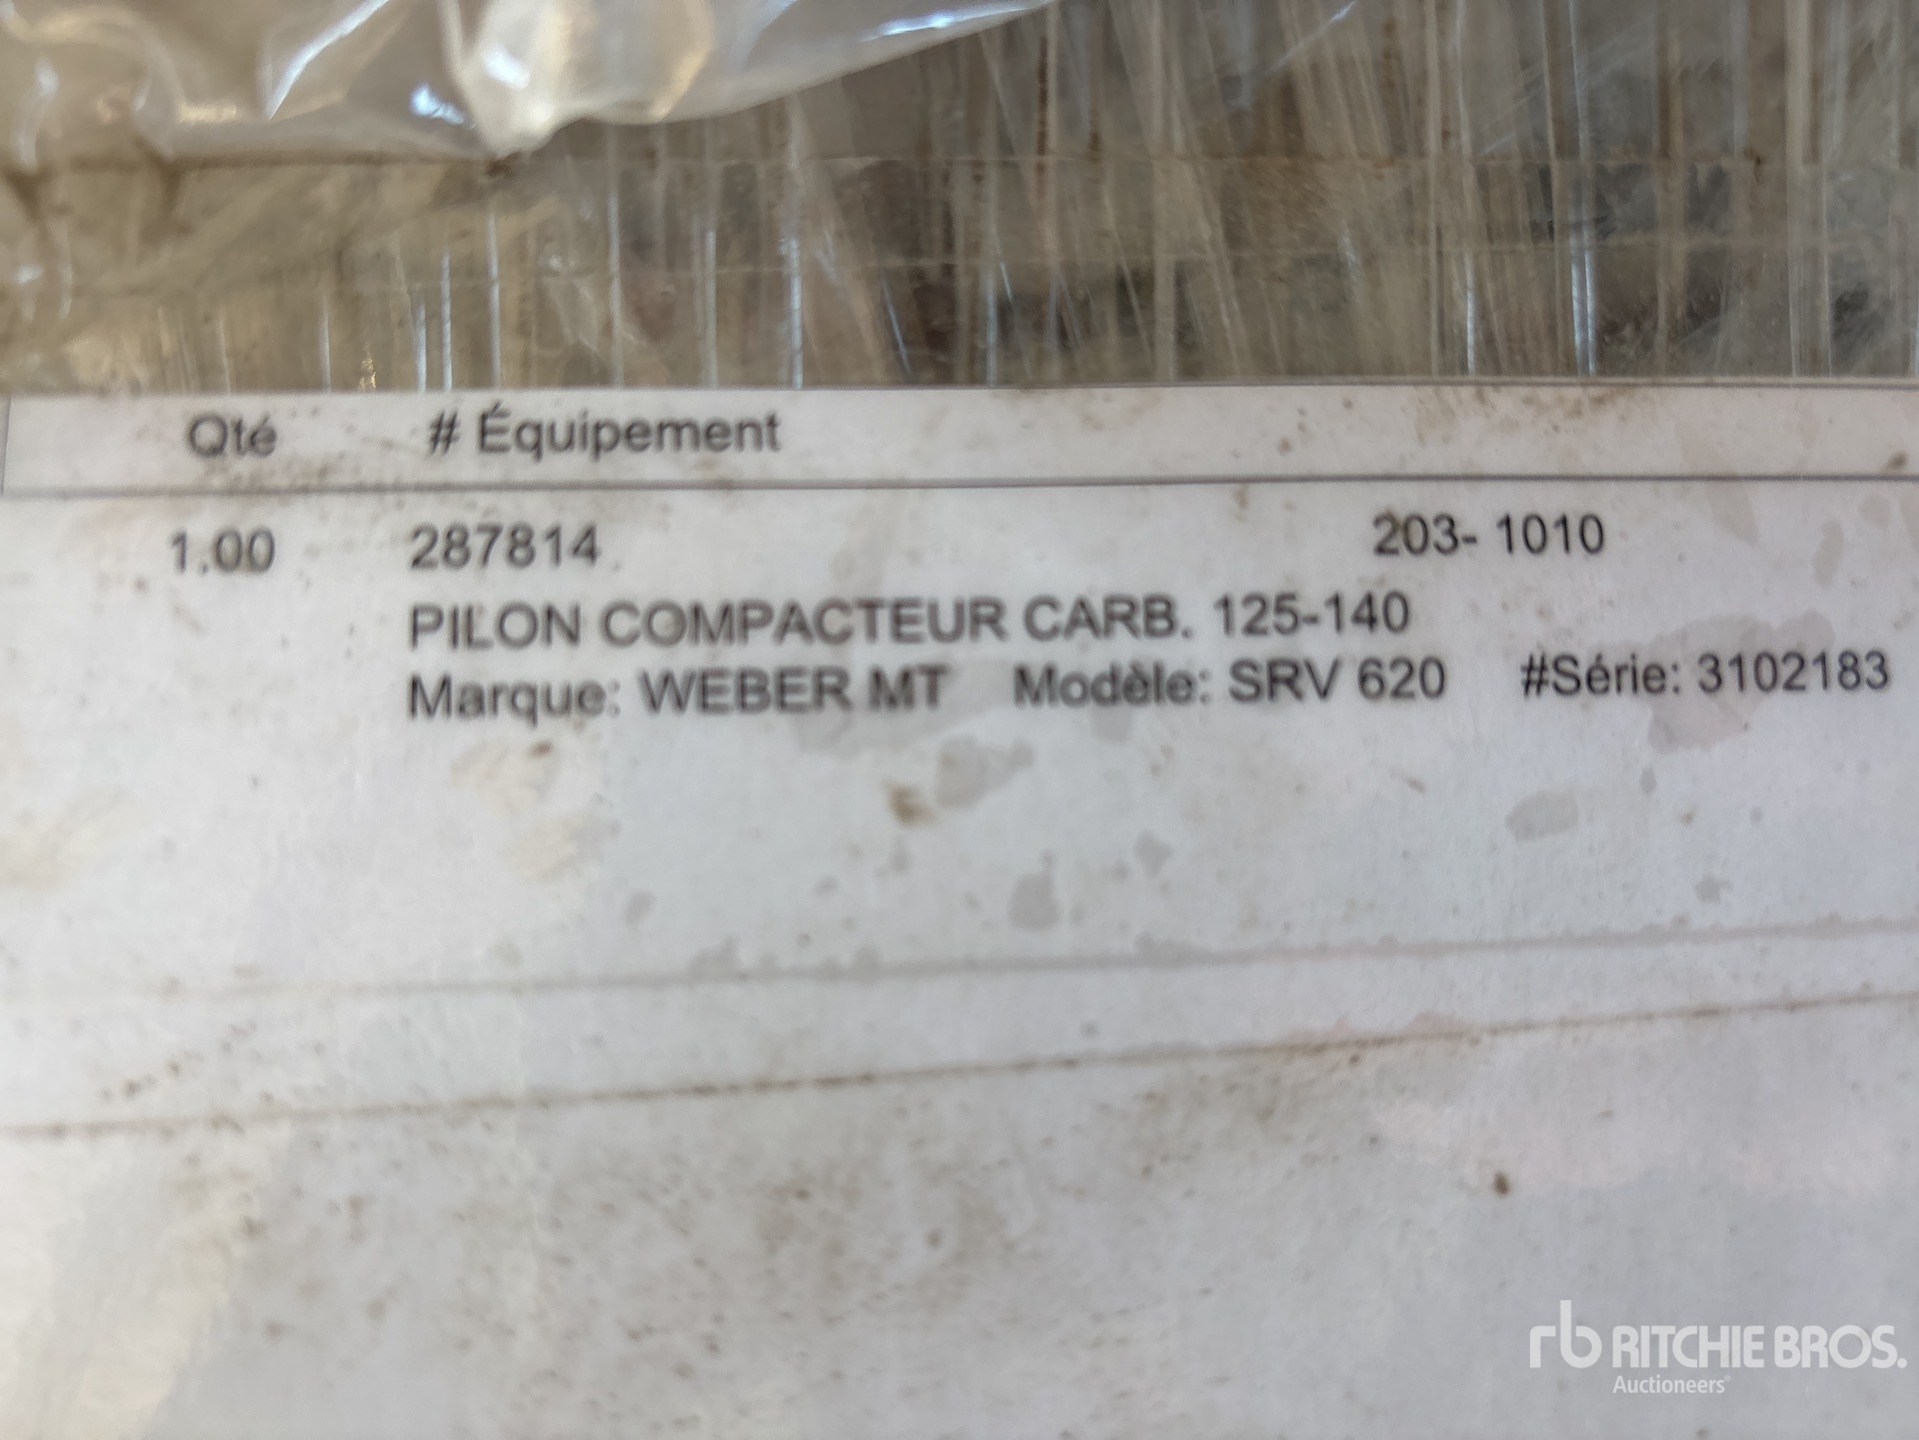 Qté # Équipement
1.00 287814 203- 1010
PILON COMPACTEUR CARB. 125-140
Marque: WEBER MT Modèle: SRV 620 #Série: 3102183
rb RITCHIE BROS.
Auctioneers